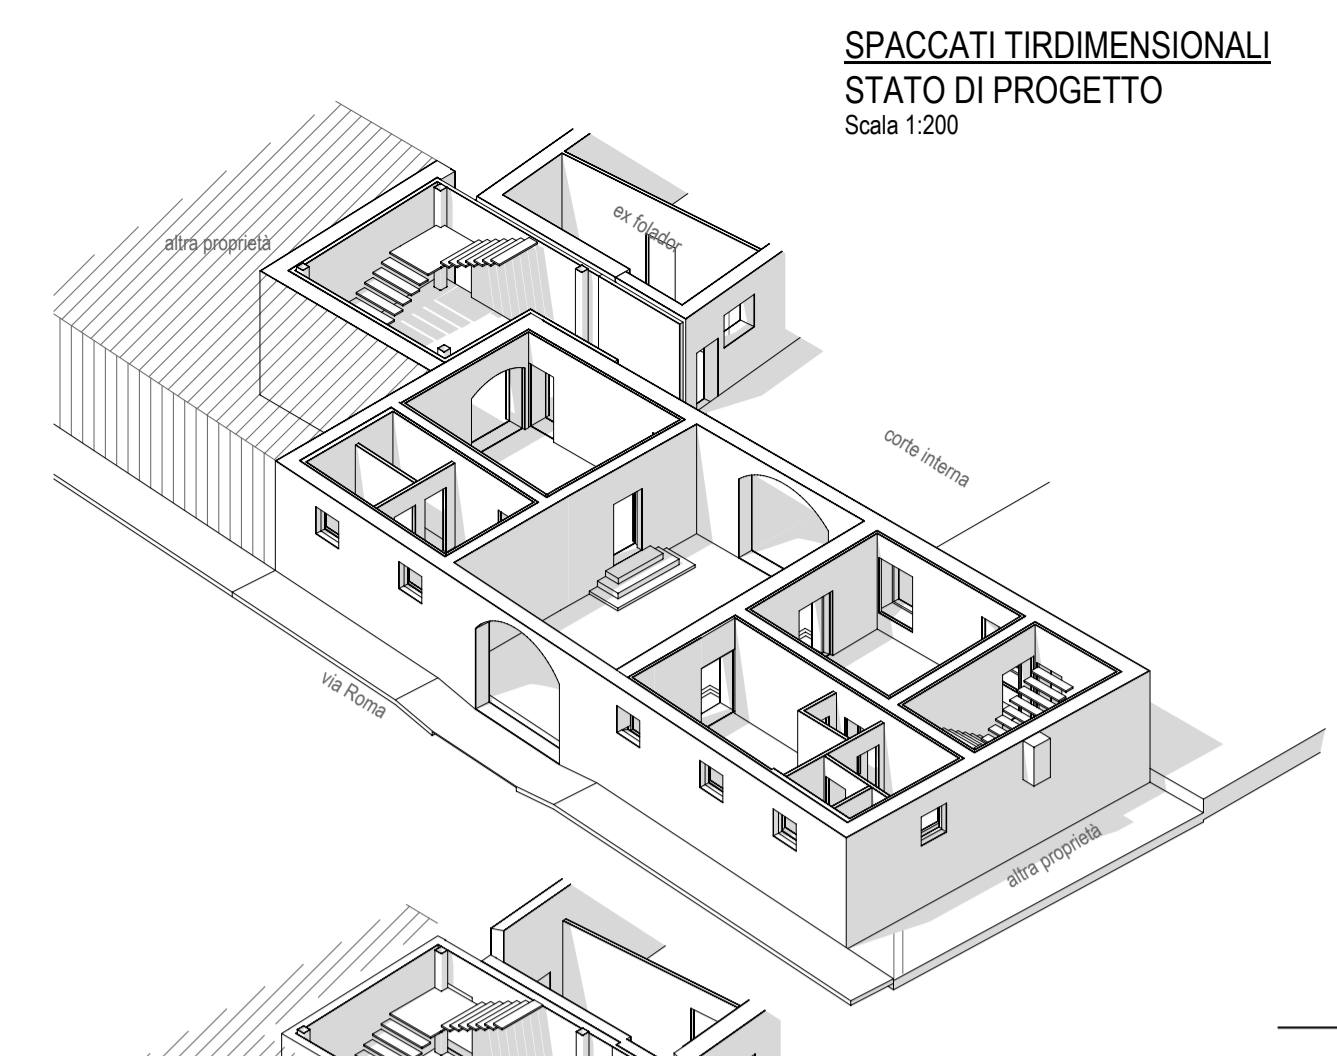 SPACCATI TIRDIMENSIONALI
STATO DI PROGETTO
Scala 1:200
ex folador
altra proprietà
corte interna
via Roma
altra proprietà